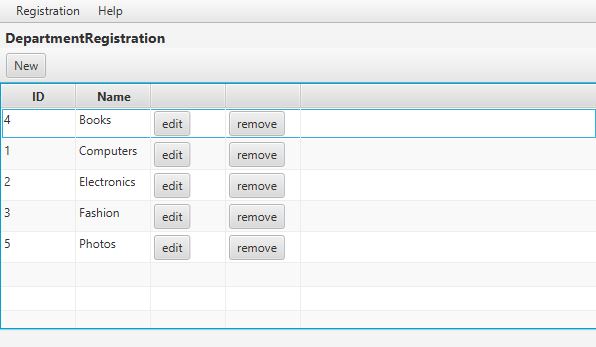 Registration Help
DepartmentRegistration
New
ID Name
4 Books edit remove
1 Computers edit remove
2 Electronics edit remove
3 Fashion edit remove
5 Photos edit remove